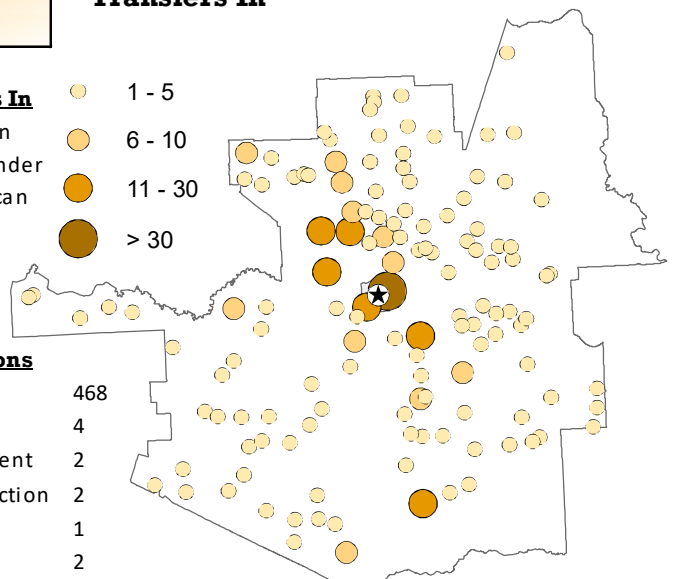 Transfers In
s In
n
nder
can
1 - 5
6 - 10
11 - 30
> 30
ons
468
4
ent 2
ction 2
1
2